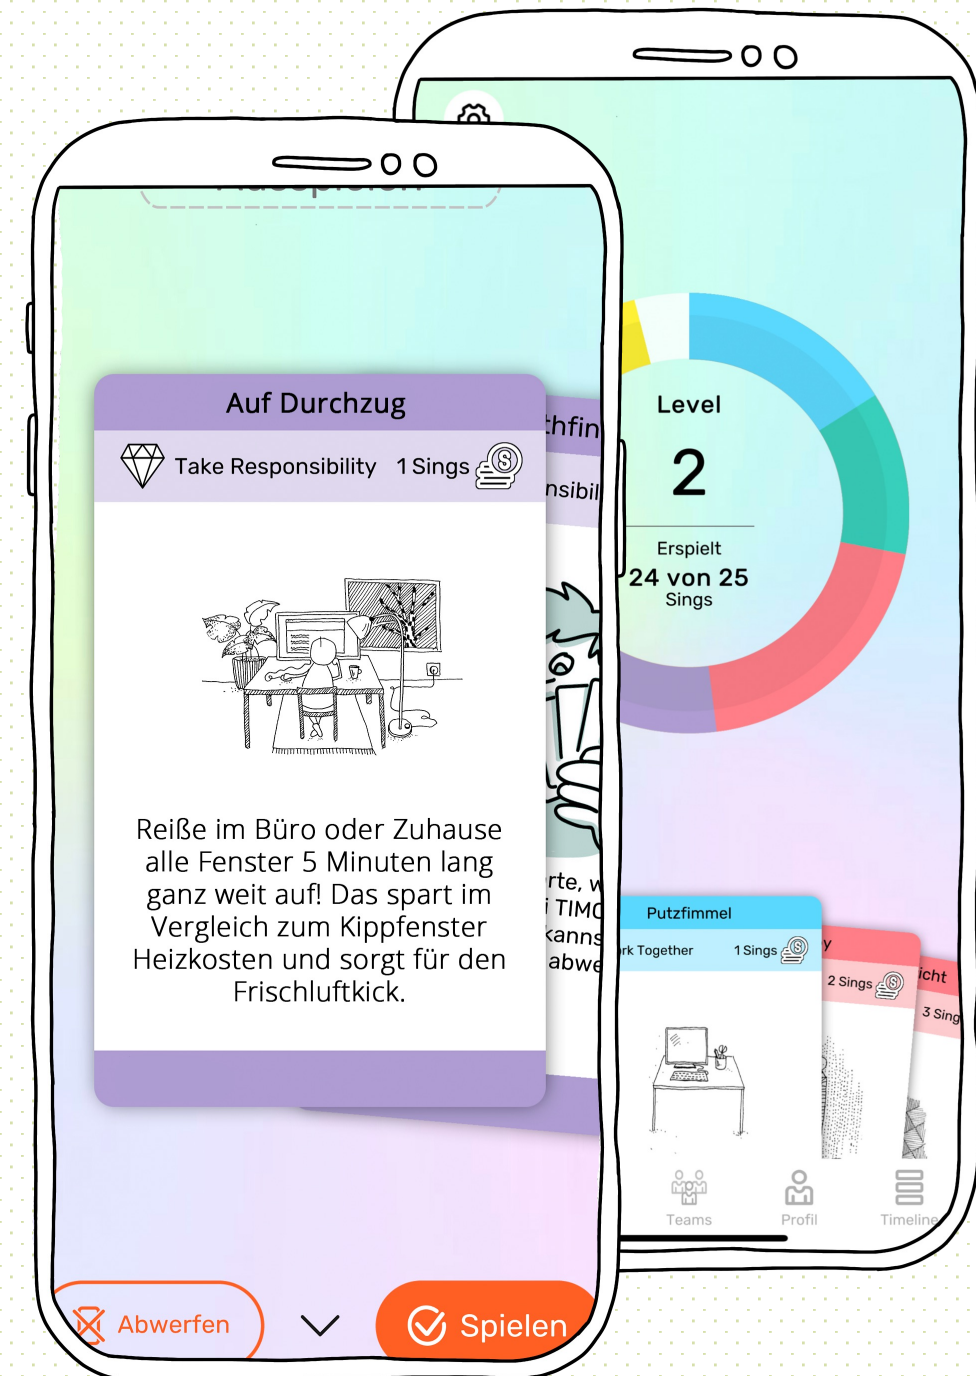 Auf Durchzug
Take Responsibility 1 Sings
Reiße im Büro oder Zuhause
alle Fenster 5 Minuten lang
ganz weit auf! Das spart im
Vergleich zum Kippfenster
Heizkosten und sorgt für den
Frischluftkick.
Abwerfen
Spielen
Level
2
Erspielt
24 von 25
Sings
Putzfimmel
Together 1 Sings
2 Sings
3
Teams
Profil
Timeline